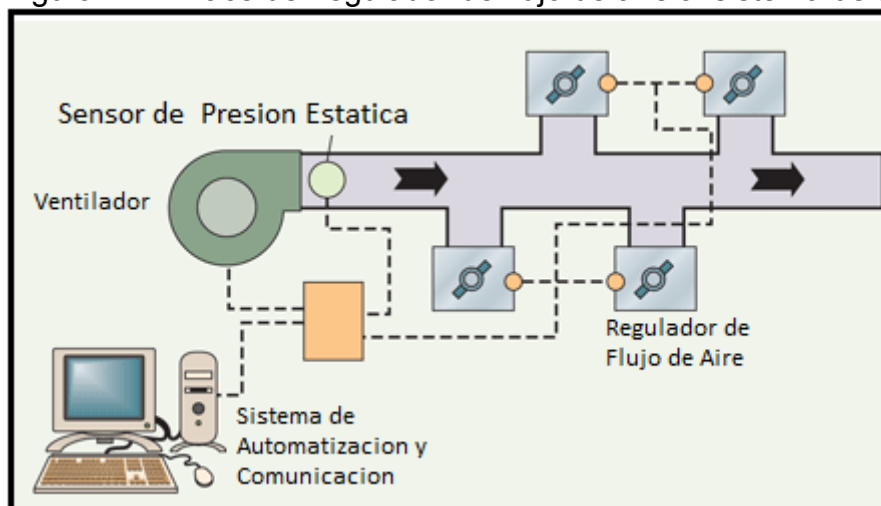 Sensor de Presion Estatica
Ventilador
Regulador de
Flujo de Aire
Sistema de
Automatizacion y
Comunicacion